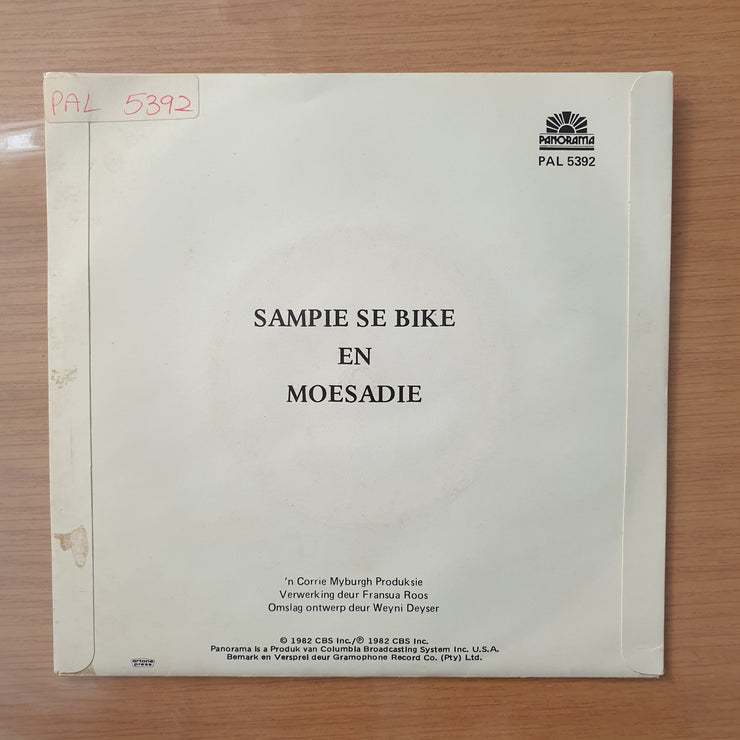 PAL 5392
PANORAMA
PAL 5392
SAMPIE SE BIKE
EN
MOESADIE
'n Corrie Myburgh Produksie
Verwerking deur Fransua Roos
Omslag ontwerp deur Weyni Deyser
© 1982 CBS Inc./℗ 1982 CBS Inc.
Panorama is a Produk van Columbia Broadcasting System Inc. U.S.A.
Bemark en Versprei deur Gramophone Record Co. (Pty) Ltd.
artone
press